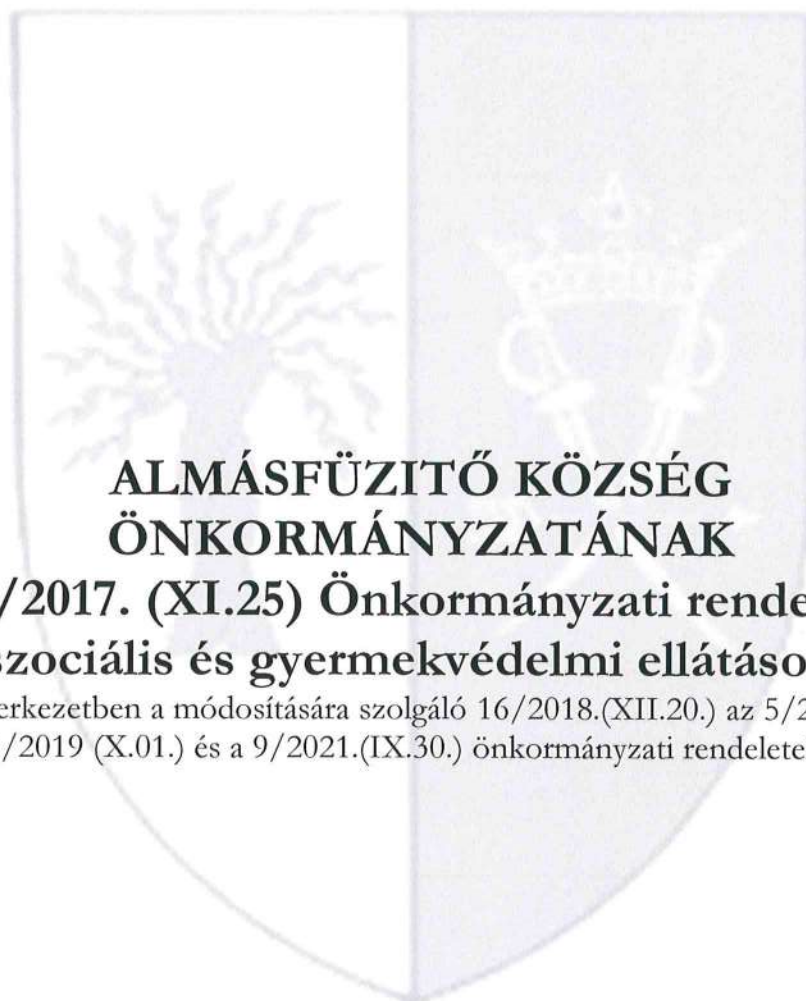 ALMÁSFÜZITŐ KÖZSÉG
ÖNKORMÁNYZATÁNAK
/2017. (XI.25) Önkormányzati rende
szociális és gyermekvédelmi ellátáso
erkezetben a módosítására szolgáló 16/2018.(XII.20.) az 5/2
/2019 (X.01.) és a 9/2021.(IX.30.) önkormányzati rendelete